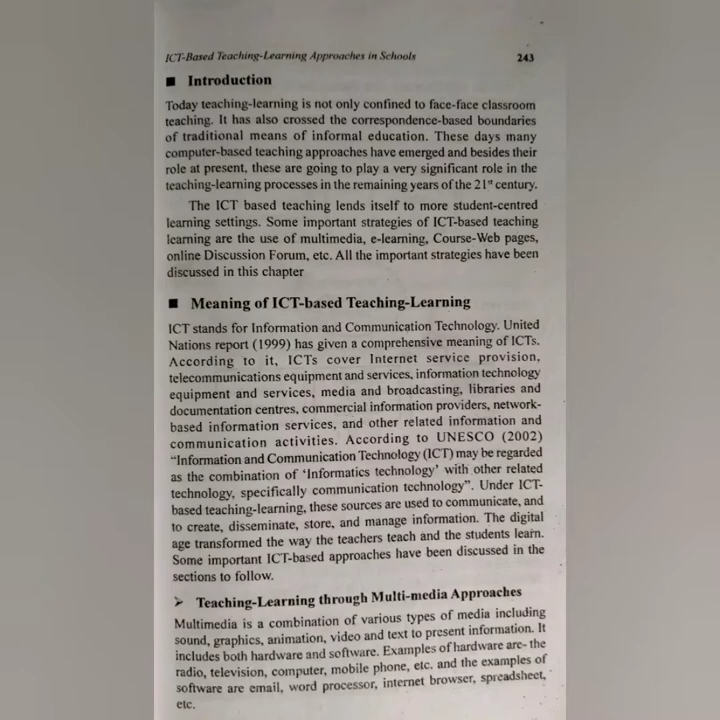 ICT-Based Teaching-Learning Approaches in Schools 243
■ Introduction
Today teaching-learning is not only confined to face-face classroom
teaching. It has also crossed the correspondence-based boundaries
of traditional means of informal education. These days many
computer-based teaching approaches have emerged and besides their
role at present, these are going to play a very significant role in the
teaching-learning processes in the remaining years of the 21st century.
The ICT based teaching lends itself to more student-centred
learning settings. Some important strategies of ICT-based teaching
learning are the use of multimedia, e-learning, Course-Web pages,
online Discussion Forum, etc. All the important strategies have been
discussed in this chapter
■ Meaning of ICT-based Teaching-Learning
ICT stands for Information and Communication Technology. United
Nations report (1999) has given a comprehensive meaning of ICTs.
According to it, ICTs cover Internet service provision,
telecommunications equipment and services, information technology
equipment and services, media and broadcasting, libraries and
documentation centres, commercial information providers, network-
based information services, and other related information and
communication activities. According to UNESCO (2002)
“Information and Communication Technology (ICT) may be regarded
as the combination of ‘Informatics technology’ with other related
technology, specifically communication technology”. Under ICT-
based teaching-learning, these sources are used to communicate, and
to create, disseminate, store, and manage information. The digital
age transformed the way the teachers teach and the students learn.
Some important ICT-based approaches have been discussed in the
sections to follow.
➢ Teaching-Learning through Multi-media Approaches
Multimedia is a combination of various types of media including
sound, graphics, animation, video and text to present information. It
includes both hardware and software. Examples of hardware are- the
radio, television, computer, mobile phone, etc. and the examples of
software are email, word processor, internet browser, spreadsheet,
etc.